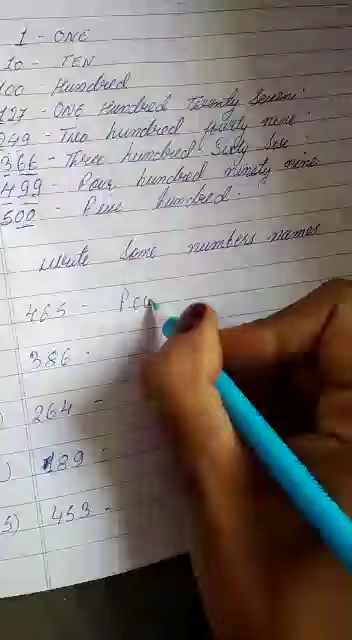 1 - ONE
10 - TEN
100 Hundred
127 - ONE Hundred Twenty Seven.
249 - Two hundred fourty nine.
366 - Three hundred Sixty Six.
499 - Four hundred ninety nine
500 - Five hundred.
Write Some numbers names
465 - Fou
386 -
264 -
189 -
5) 453 -